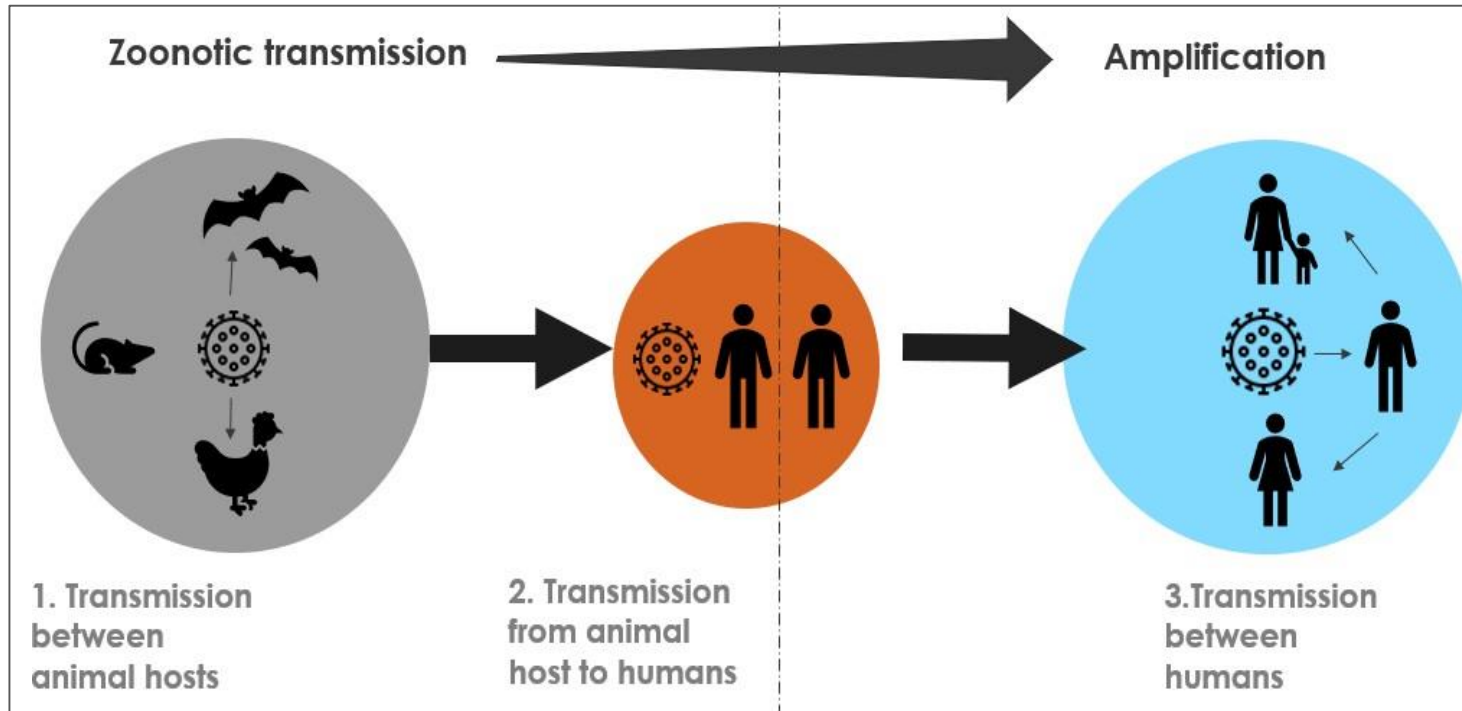 Zoonotic transmission
Amplification
1. Transmission
between
animal hosts
2. Transmission
from animal
host to humans
3.Transmission
between
humans